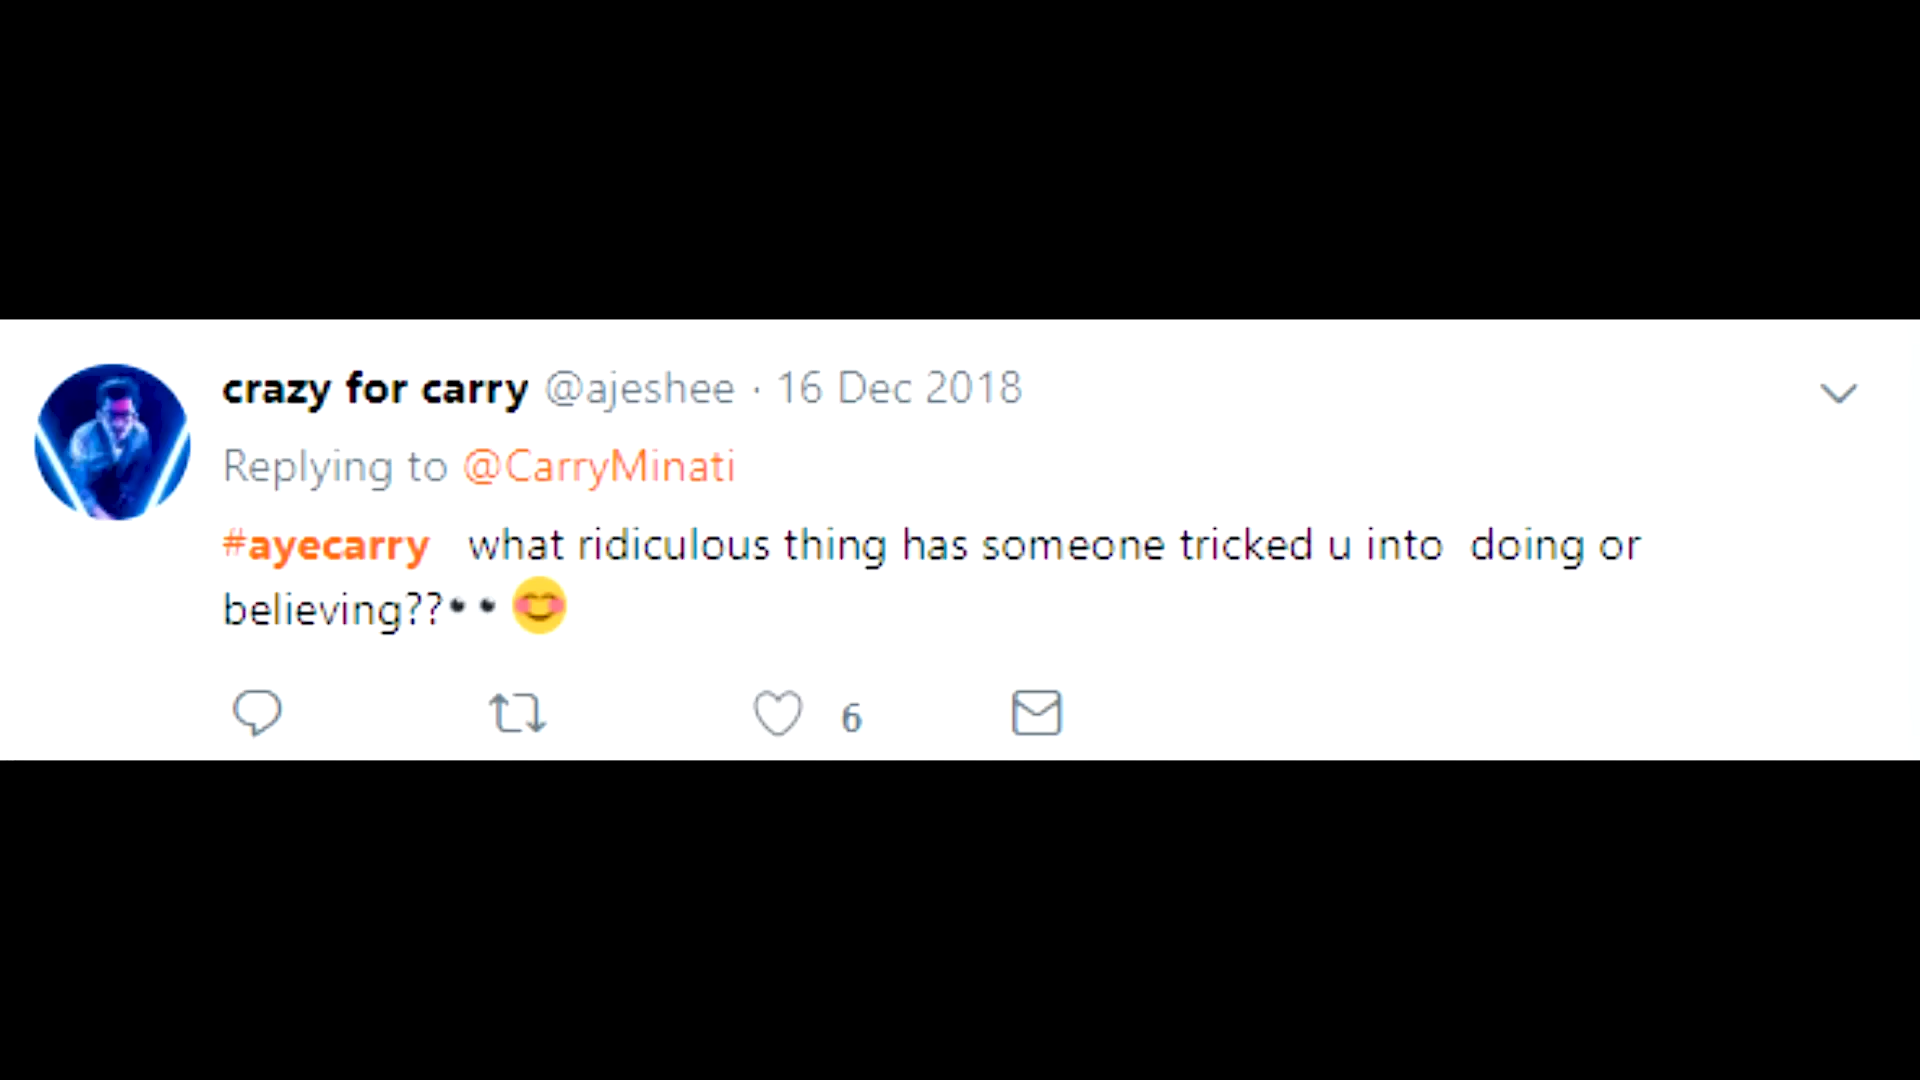 crazy for carry @ajeshee · 16 Dec 2018
Replying to @CarryMinati
#ayecarry what ridiculous thing has someone tricked u into doing or
believing??👀😊
6